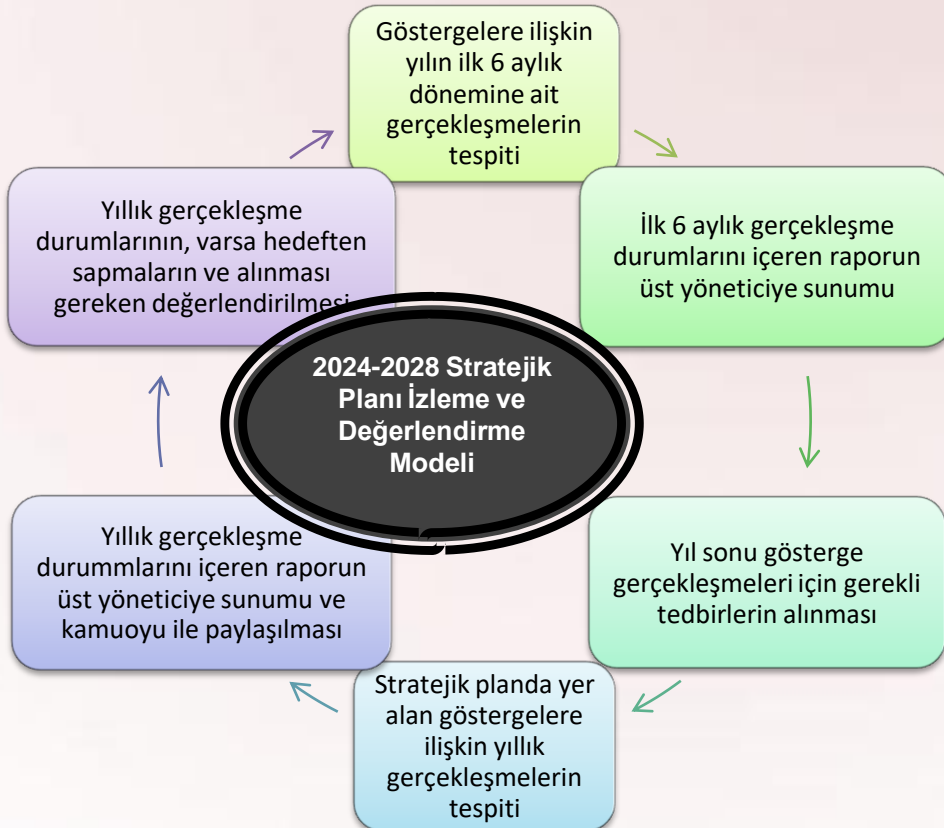 Göstergelere ilişkin
yılın ilk 6 aylık
dönemine ait
gerçekleşmelerin
tespiti
İlk 6 aylık gerçekleşme
durumlarını içeren raporun
üst yöneticiye sunumu
Yıl sonu gösterge
gerçekleşmeleri için gerekli
tedbirlerin alınması
Stratejik planda yer
alan göstergelere
ilişkin yıllık
gerçekleşmelerin
tespiti
Yıllık gerçekleşme
durummlarını içeren raporun
üst yöneticiye sunumu ve
kamuoyu ile paylaşılması
Yıllık gerçekleşme
durumlarının, varsa hedeften
sapmaların ve alınması
gereken değerlendirilmesi
2024-2028 Stratejik
Planı İzleme ve
Değerlendirme
Modeli